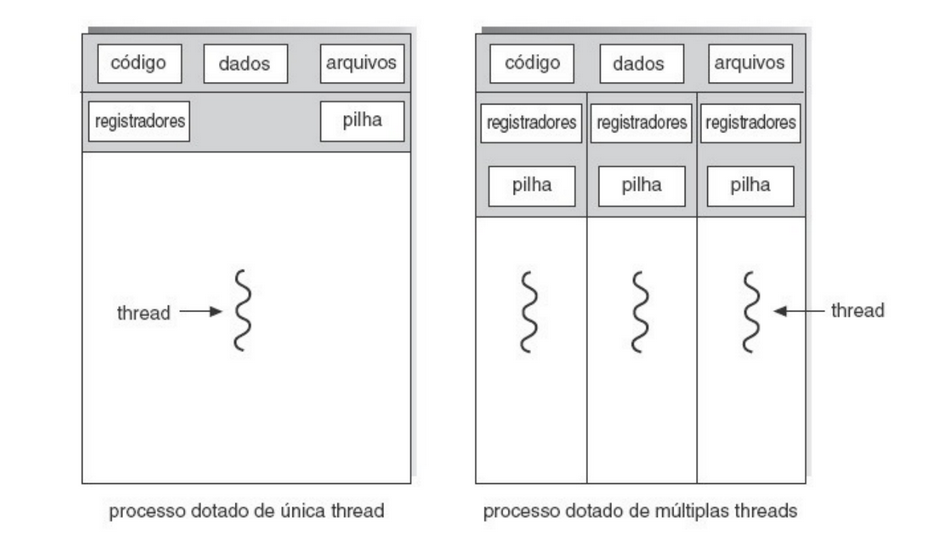 código dados arquivos
registradores pilha
thread
processo dotado de única thread
código dados arquivos
registradores registradores registradores
pilha pilha pilha
thread
processo dotado de múltiplas threads